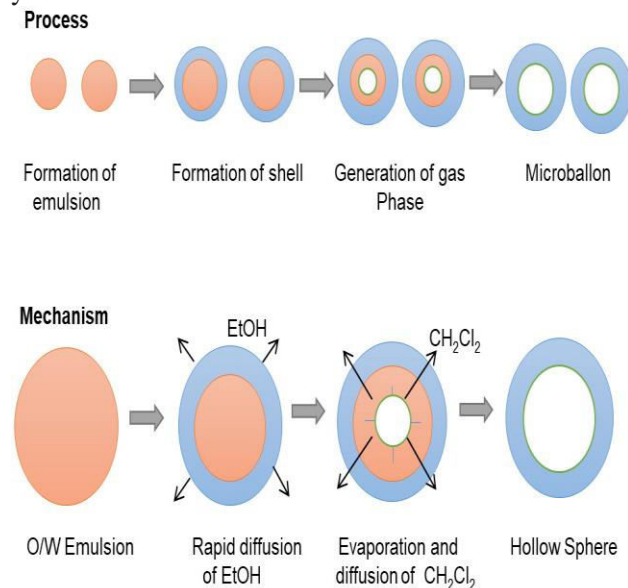 Process
Formation of
emulsion
Formation of shell
Generation of gas
Phase
Microballon
Mechanism
EtOH
CH₂Cl₂
O/W Emulsion
Rapid diffusion
of EtOH
Evaporation and
diffusion of CH₂Cl₂
Hollow Sphere